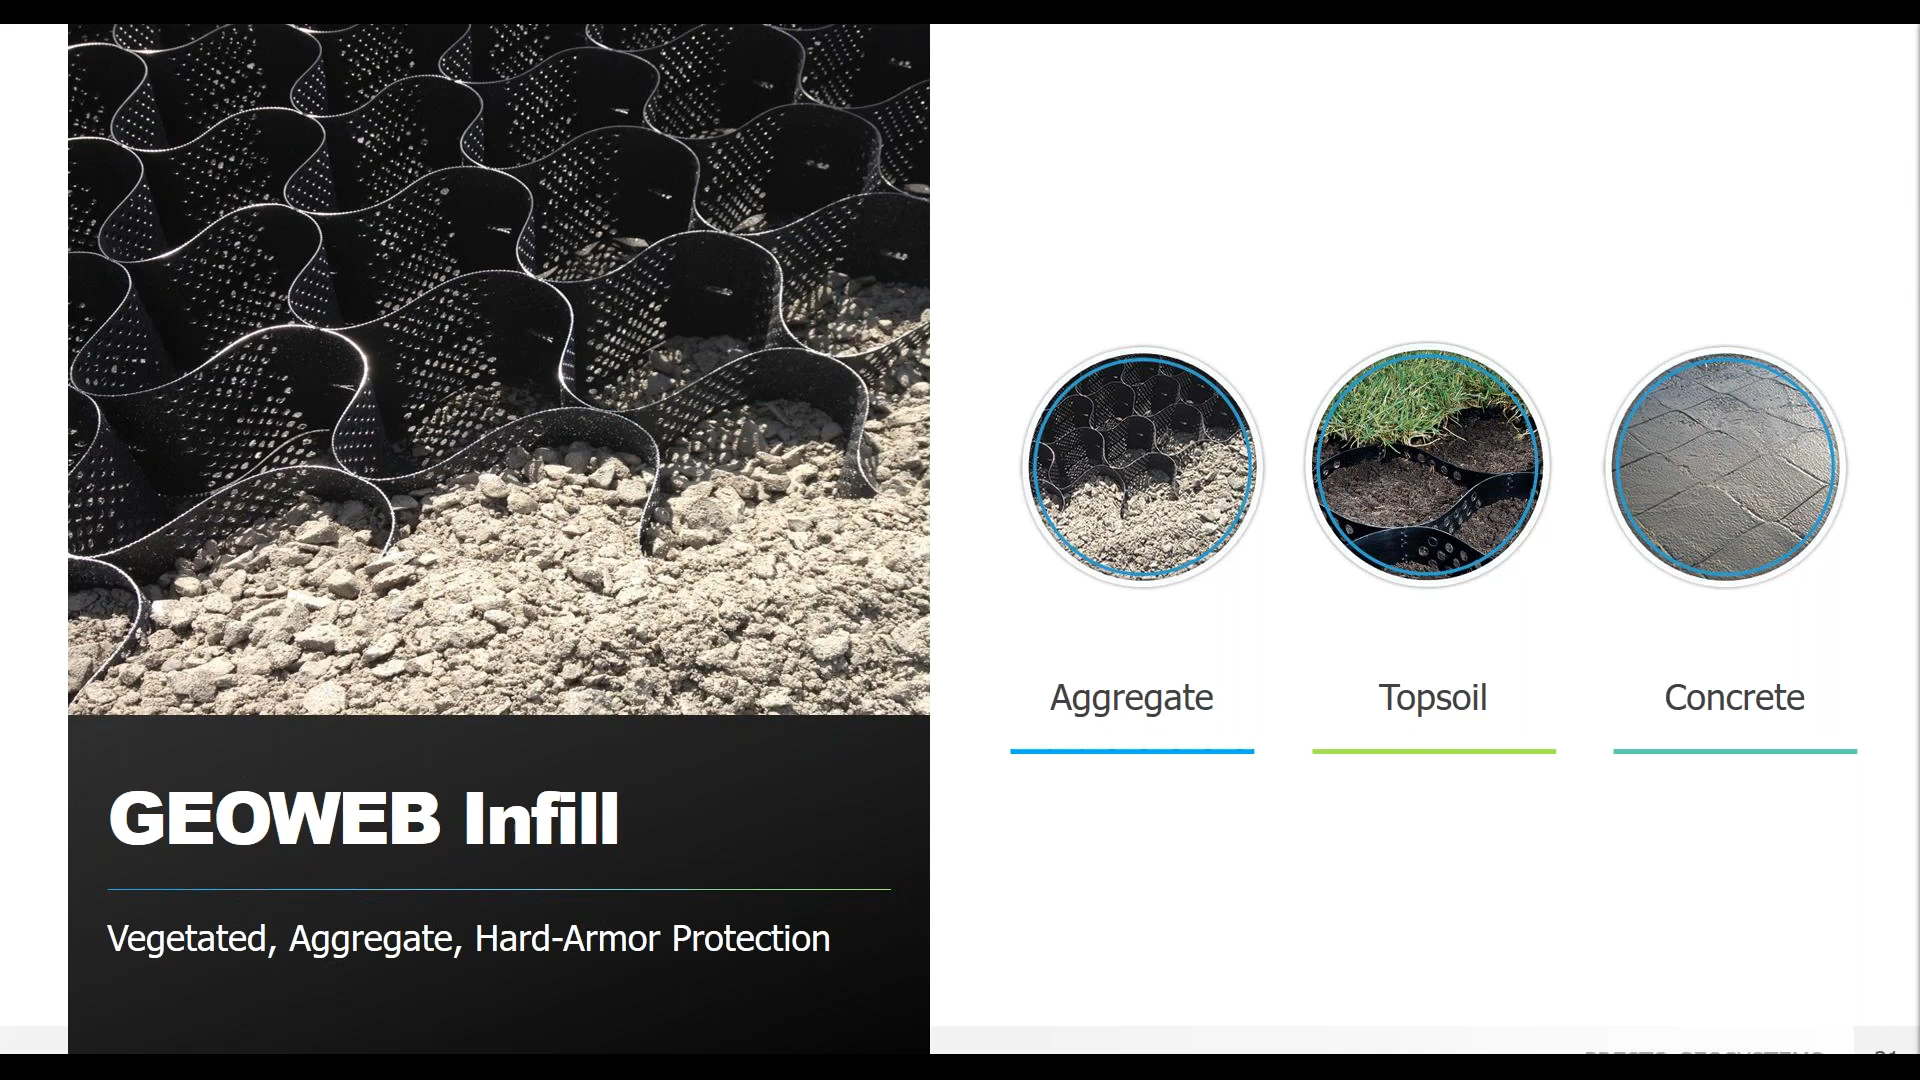 GEOWEB Infill
Vegetated, Aggregate, Hard-Armor Protection
Aggregate
Topsoil
Concrete